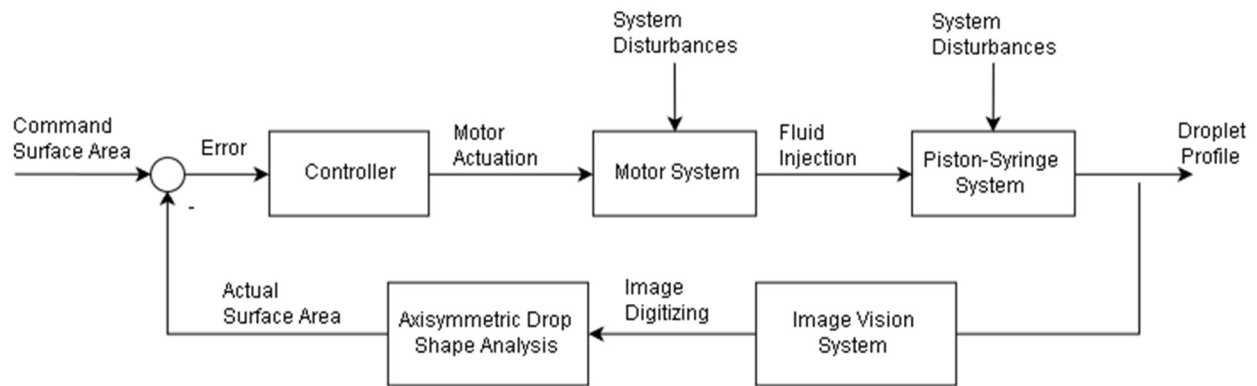 System
Disturbances
System
Disturbances
Command
Surface Area
Error
Controller
Motor
Actuation
Motor System
Fluid
Injection
Piston-Syringe
System
Droplet
Profile
-
Actual
Surface Area
Axisymmetric Drop
Shape Analysis
Image
Digitizing
Image Vision
System